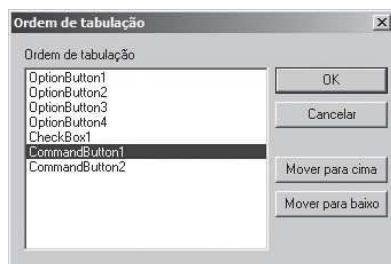 Ordem de tabulação
Ordem de tabulação
OptionButton1
OptionButton2
OptionButton3
OptionButton4
CheckBox1
CommandButton1
CommandButton2
OK
Cancelar
Mover para cima
Mover para baixo